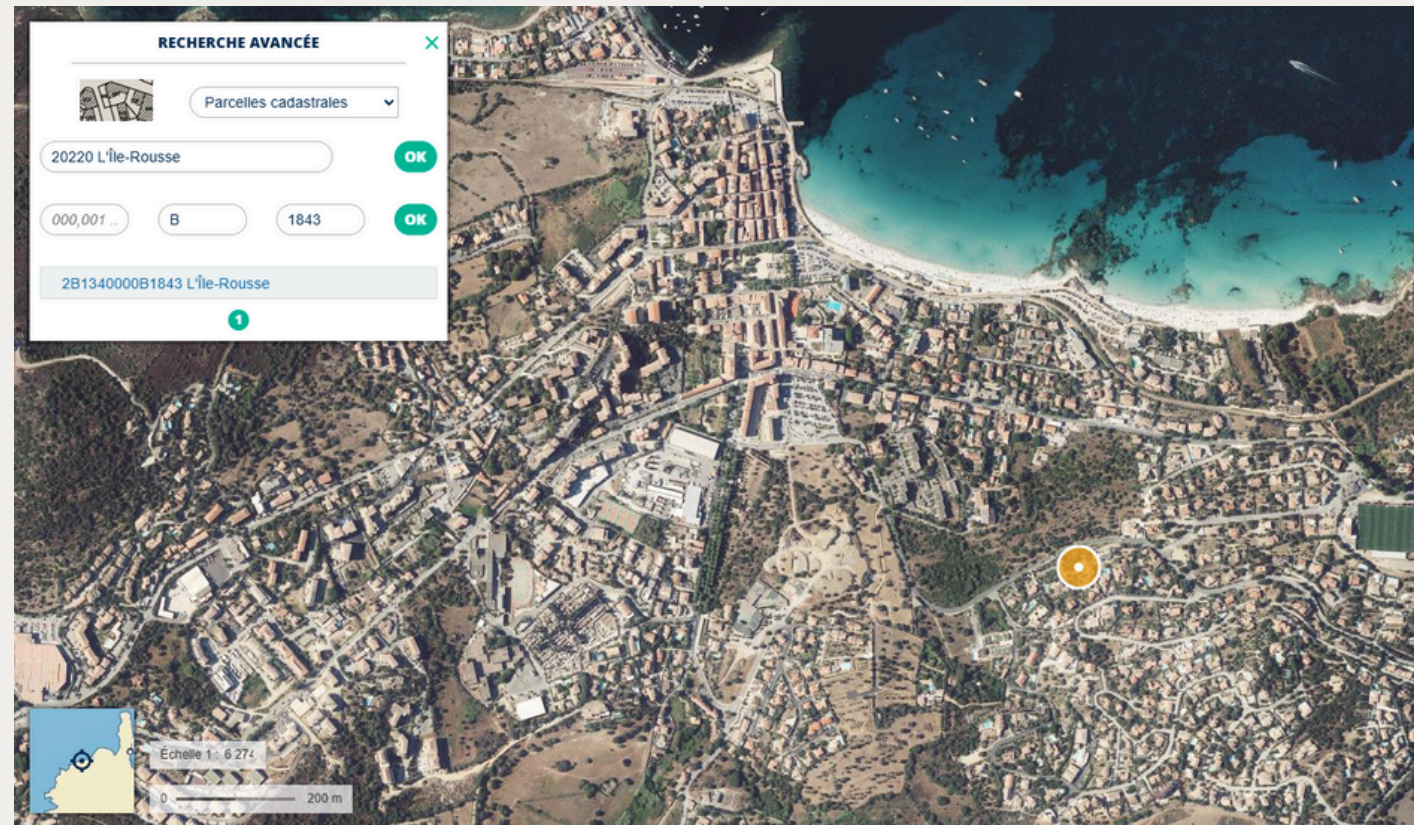 RECHERCHE AVANCÉE
Parcelles cadastrales
20220 L'Île-Rousse
OK
000,001 ..
B
1843
OK
2B1340000B1843 L'Île-Rousse
1
Échelle 1 : 6 274
0
200 m